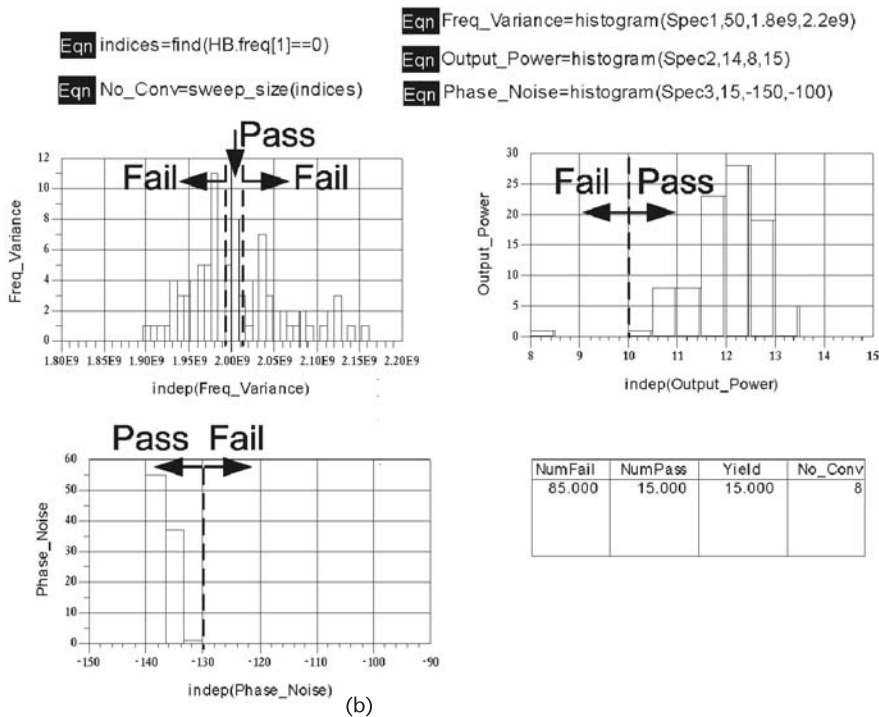 Eqn indices=find(HB.freq[1]==0)
Eqn No_Conv=sweep_size(indices)
Eqn Freq_Variance=histogram(Spec1,50,1.8e9,2.2e9)
Eqn Output_Power=histogram(Spec2,14,8,15)
Eqn Phase_Noise=histogram(Spec3,15,-150,-100)
Pass
Fail Fail
12
10
8
6
4
2
0
Freq_Variance
1.80E9 1.85E9 1.90E9 1.95E9 2.00E9 2.05E9 2.10E9 2.15E9 2.20E9
indep(Freq_Variance)
Fail Pass
30
25
20
15
10
5
0
Output_Power
8 9 10 11 12 13 14 15
indep(Output_Power)
Pass Fail
60
50
40
30
20
10
0
Phase_Noise
-150 -140 -130 -120 -110 -100 -90
indep(Phase_Noise)
NumFail NumPass Yield No_Conv
85.000 15.000 15.000 8
(b)